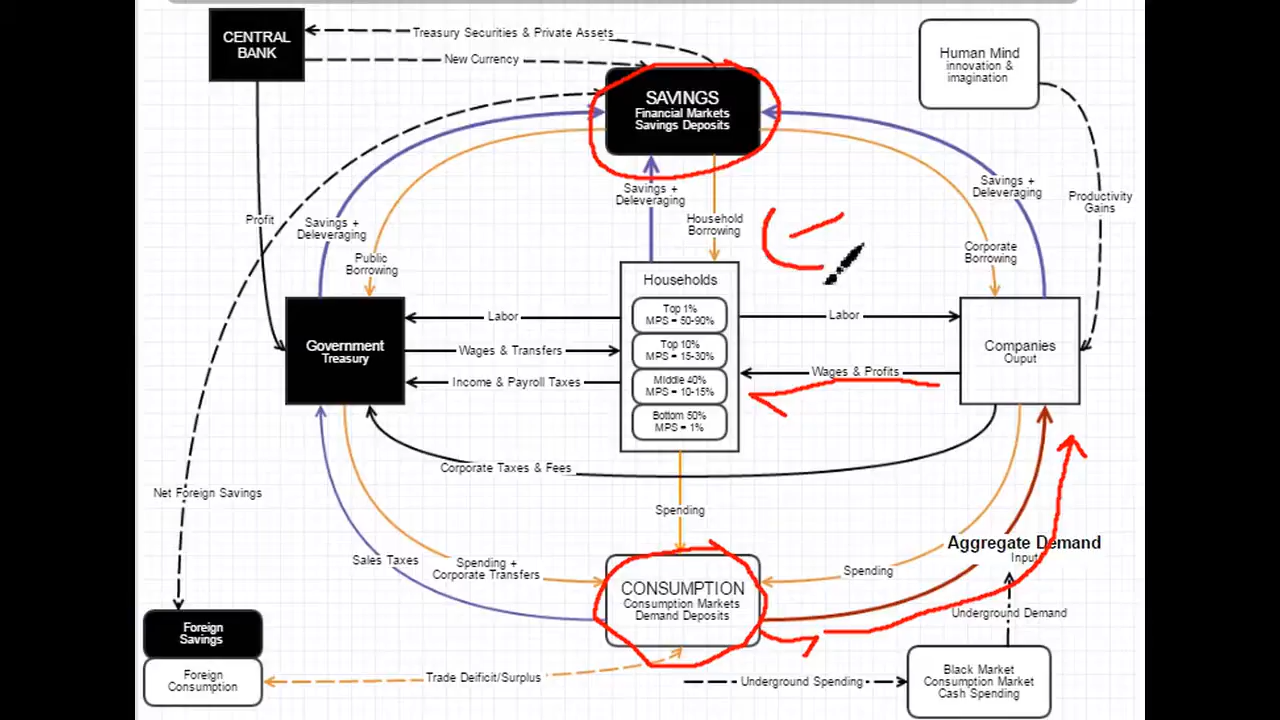 CENTRAL
BANK
Treasury Securities & Private Assets
New Currency
SAVINGS
Financial Markets
Savings Deposits
Human Mind
innovation &
imagination
Savings +
Deleveraging
Household
Borrowing
Savings +
Deleveraging
Productivity
Gains
Profit
Savings +
Deleveraging
Public
Borrowing
Corporate
Borrowing
Households
Top 1%
MPS = 50-90%
Top 10%
MPS = 15-30%
Middle 40%
MPS = 10-15%
Bottom 50%
MPS = 1%
Government
Treasury
Labor
Wages & Transfers
Income & Payroll Taxes
Labor
Wages & Profits
Companies
Ouput
Corporate Taxes & Fees
Net Foreign Savings
Spending
Sales Taxes
Spending +
Corporate Transfers
CONSUMPTION
Consumption Markets
Demand Deposits
Spending
Aggregate Demand
Input
Underground Demand
Foreign
Savings
Foreign
Consumption
Trade Deificit/Surplus
Underground Spending
Black Market
Consumption Market
Cash Spending